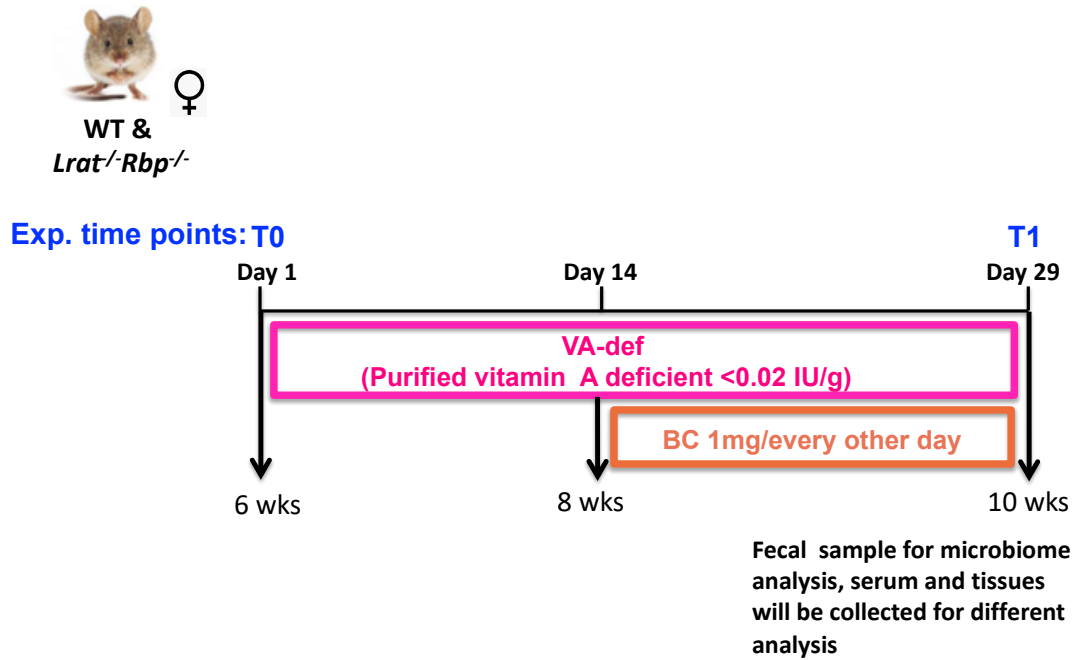 ♀
WT &
Lrat-/-Rbp-/-
Exp. time points: T0 T1
Day 1 Day 14 Day 29
VA-def
(Purified vitamin A deficient <0.02 IU/g)
BC 1mg/every other day
6 wks 8 wks 10 wks
Fecal sample for microbiome
analysis, serum and tissues
will be collected for different
analysis